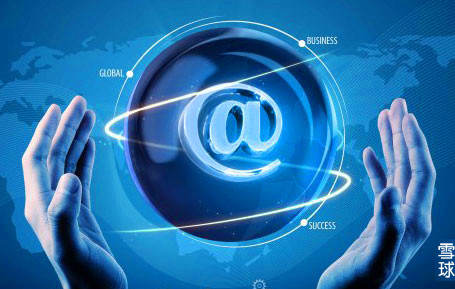 BUSINESS
GLOBAL
@
SUCCESS
雪
球